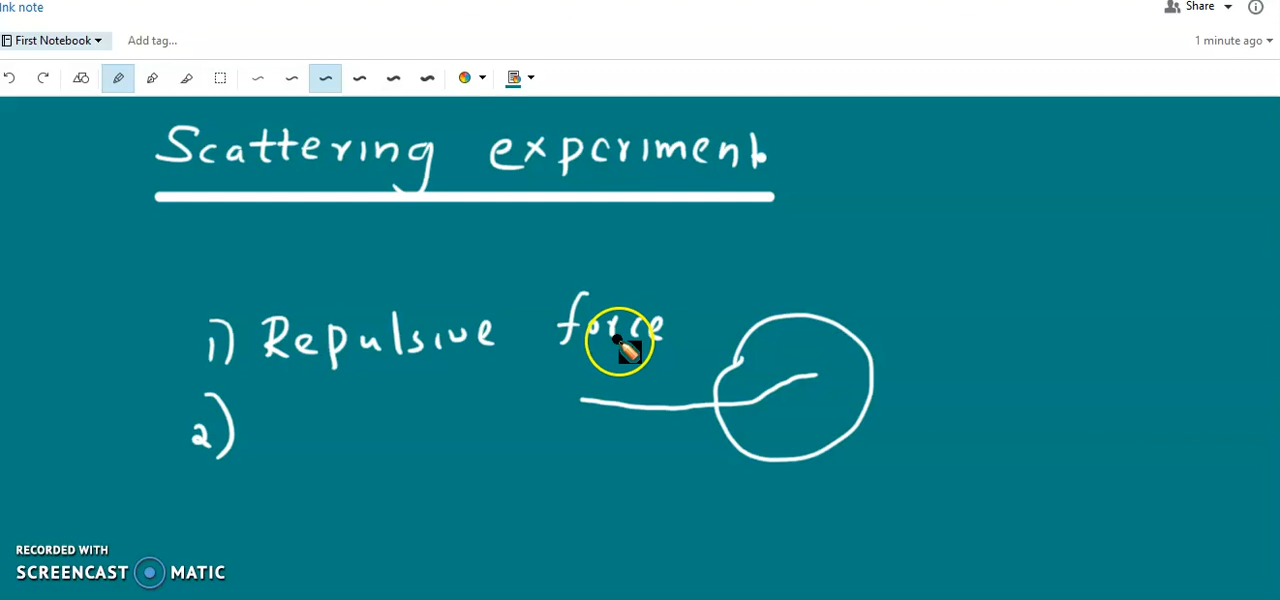 Ink note
Share
First Notebook
Add tag...
1 minute ago
Scattering experiment
1) Repulsive force
2)
RECORDED WITH
SCREENCAST MATIC